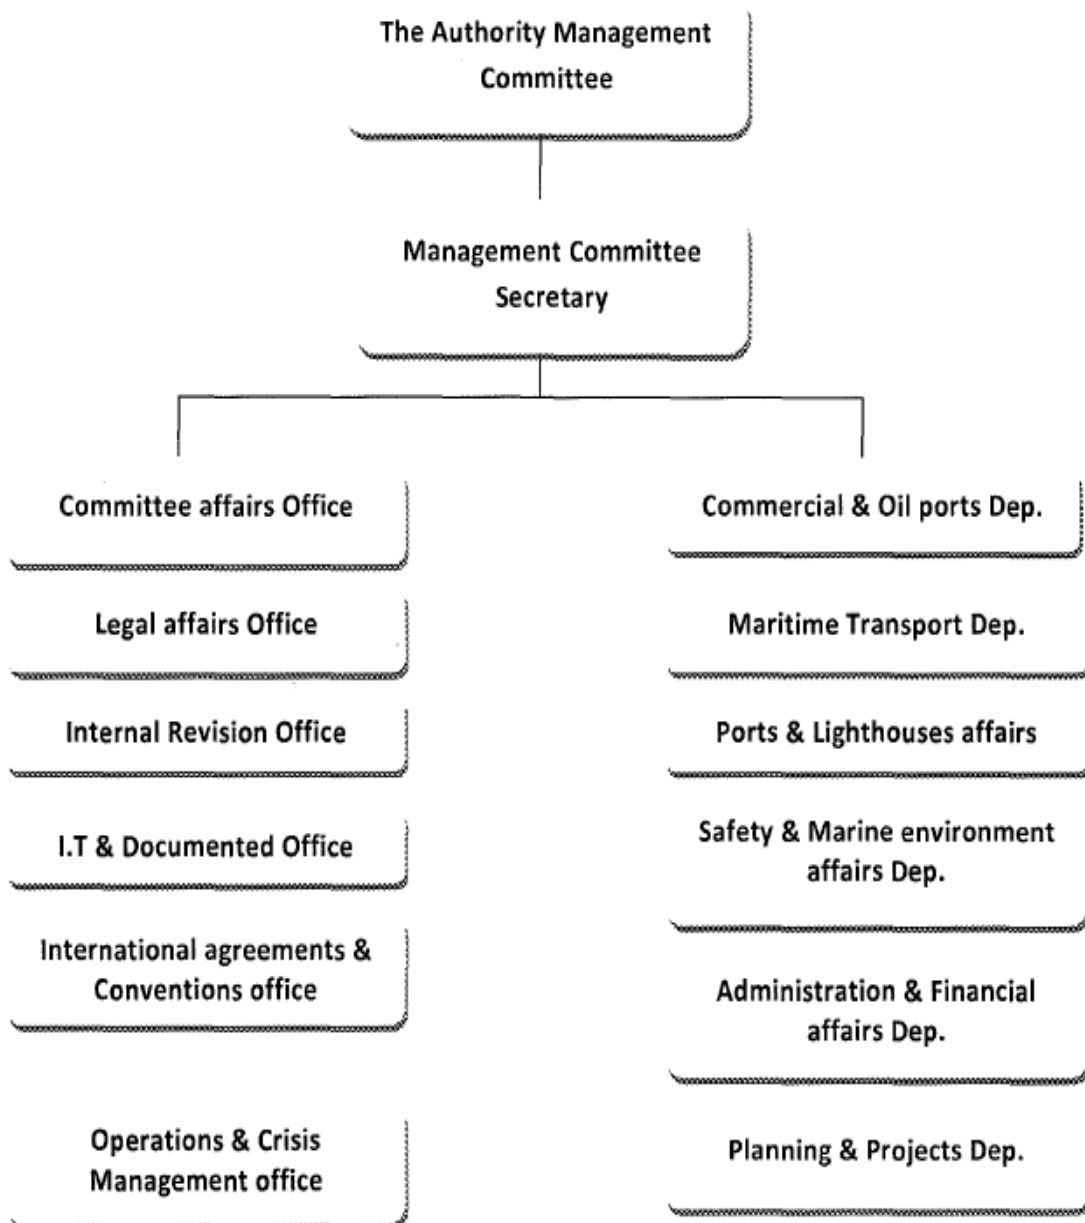 The Authority Management
Committee
Management Committee
Secretary
Committee affairs Office
Legal affairs Office
Internal Revision Office
I.T & Documented Office
International agreements &
Conventions office
Operations & Crisis
Management office
Commercial & Oil ports Dep.
Maritime Transport Dep.
Ports & Lighthouses affairs
Safety & Marine environment
affairs Dep.
Administration & Financial
affairs Dep.
Planning & Projects Dep.